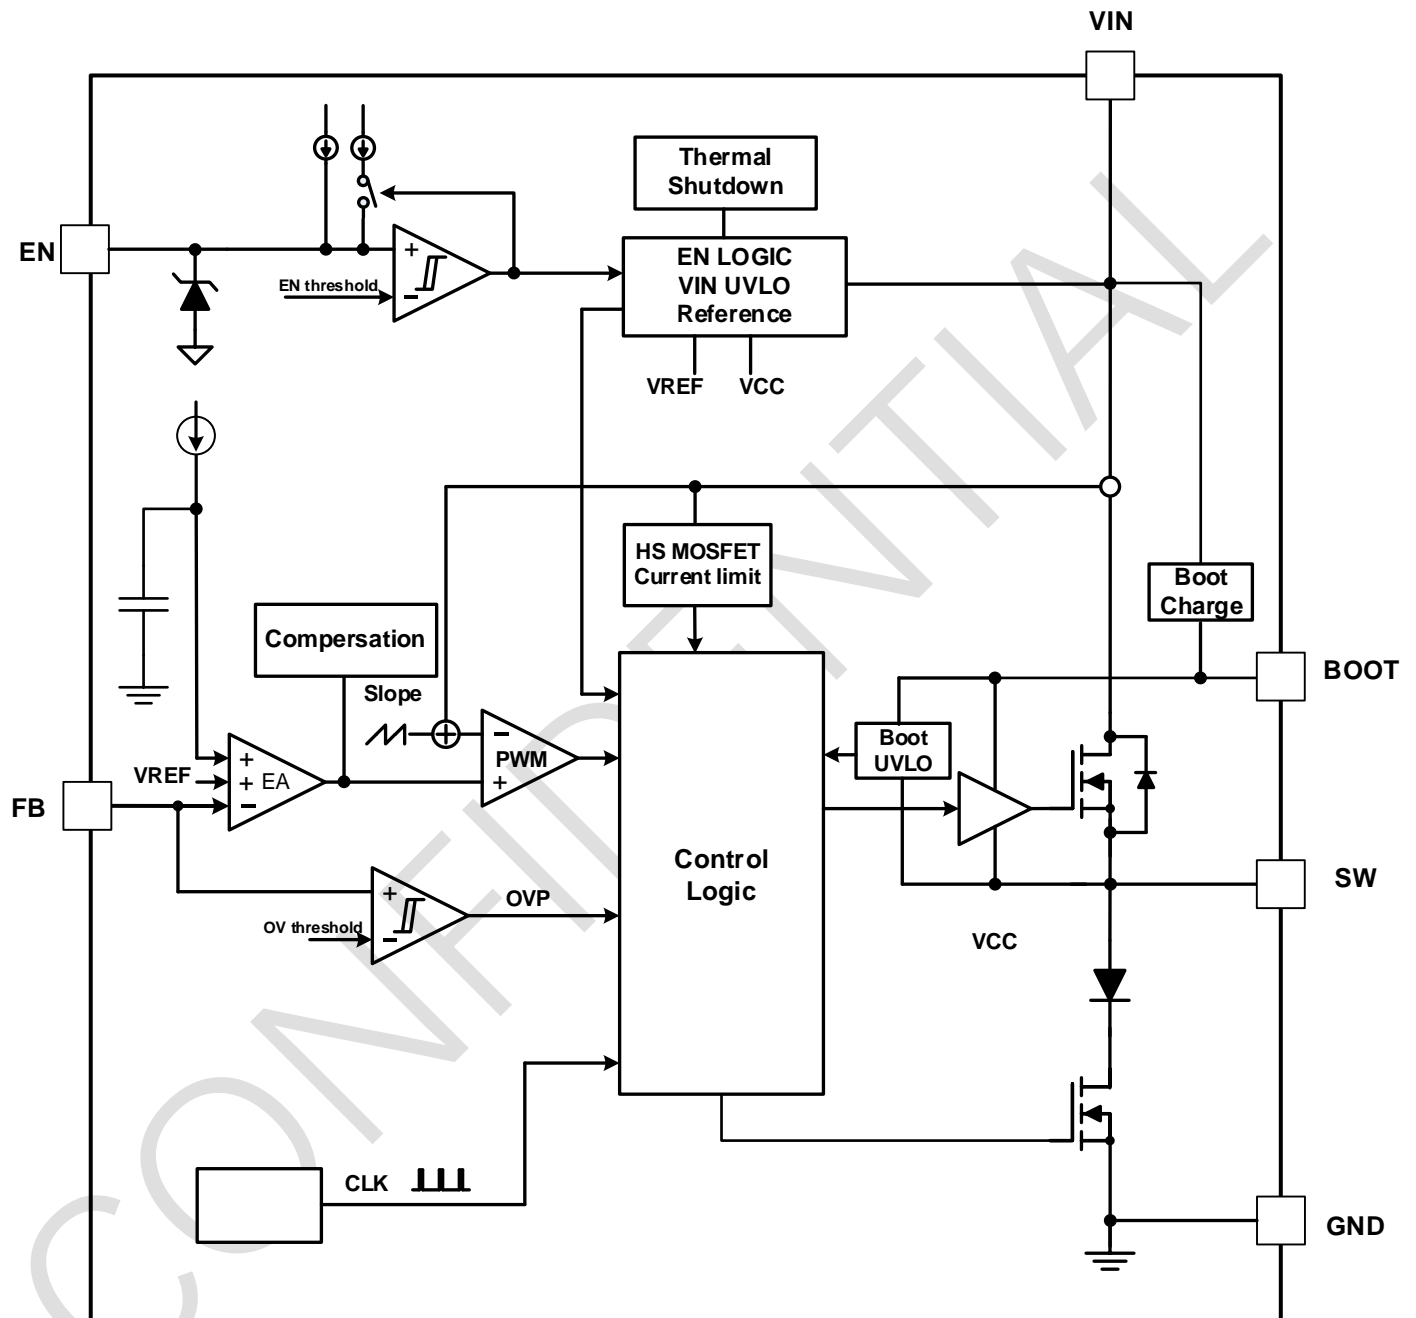 VIN
Thermal
Shutdown
EN
EN threshold
+
−
EN LOGIC
VIN UVLO
Reference
VREF
VCC
HS MOSFET
Current limit
Boot
Charge
Compersation
BOOT
Slope
+
−
PWM
+
Boot
UVLO
VREF
+
+ EA
−
FB
Control
Logic
SW
+
−
OVP
OV threshold
VCC
CLK
GND
CONFIDENTIAL